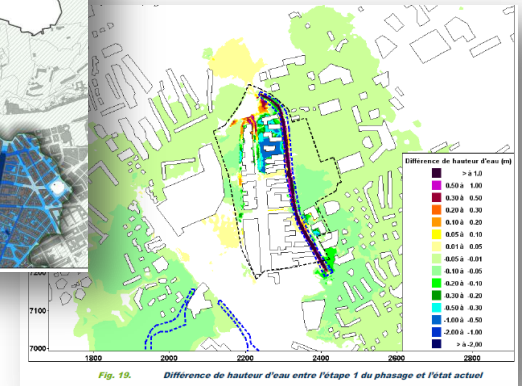 Différence de hauteur d'eau (m)
> à 1.0
0.50 à 1.00
0.30 à 0.50
0.20 à 0.30
0.10 à 0.20
0.05 à 0.10
0.01 à 0.05
-0.05 à -0.01
-0.10 à -0.05
-0.20 à -0.10
-0.30 à -0.20
-0.50 à -0.30
-1.00 à -0.50
-2.00 à -1.00
> à -2.00
7200
7100
7000
1800 2000 2200 2400 2600 2800
Fig. 19. Différence de hauteur d'eau entre l'étape 1 du phasage et l'état actuel